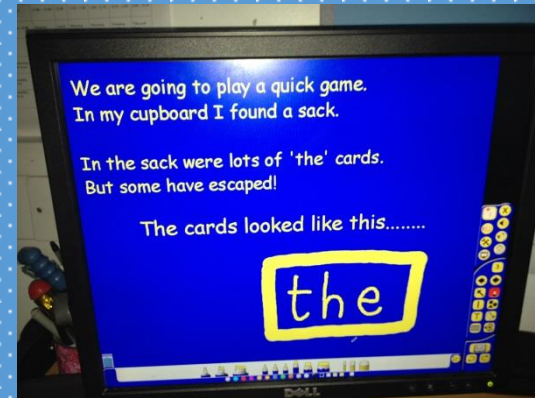 We are going to play a quick game.
In my cupboard I found a sack.
In the sack were lots of 'the' cards.
But some have escaped!
The cards looked like this........
the
DELL